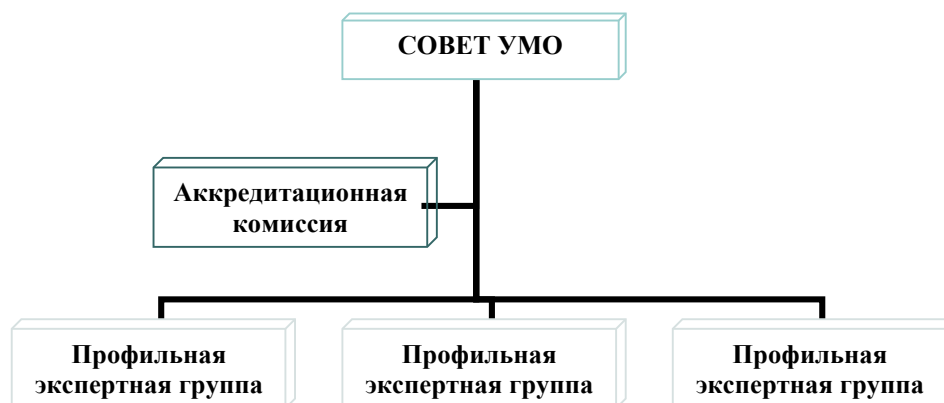 СОВЕТ УМО
Аккредитационная
комиссия
Профильная
экспертная группа
Профильная
экспертная группа
Профильная
экспертная группа